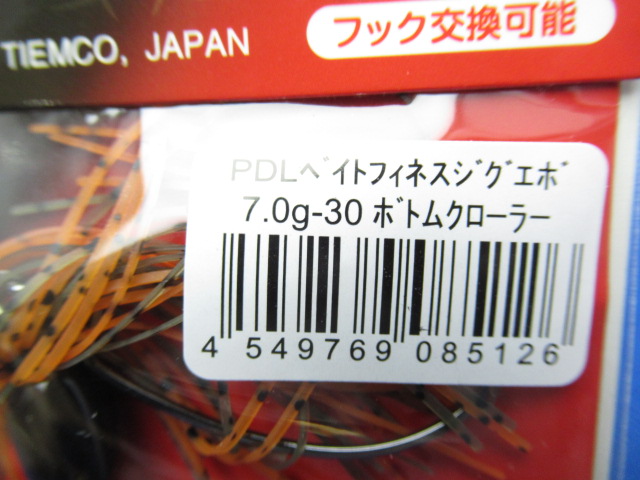 TIEMCO, JAPAN
フック交換可能
PDLﾍﾞｲﾄフィネスｼﾞｸﾞエボ
7.0g-30 ﾎﾞﾄムクローラー
4 549769 085126